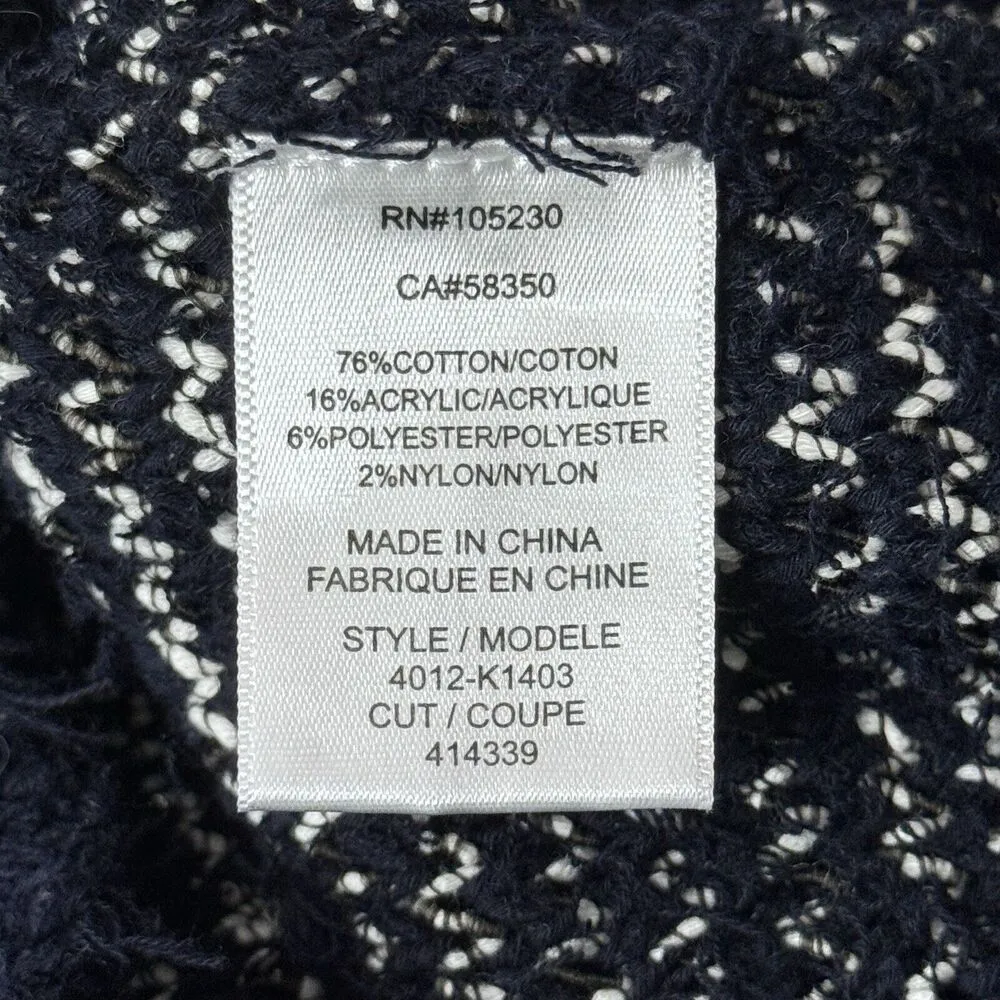 RN#105230
CA#58350
76%COTTON/COTON
16%ACRYLIC/ACRYLIQUE
6%POLYESTER/POLYESTER
2%NYLON/NYLON
MADE IN CHINA
FABRIQUE EN CHINE
STYLE / MODELE
4012-K1403
CUT / COUPE
414339